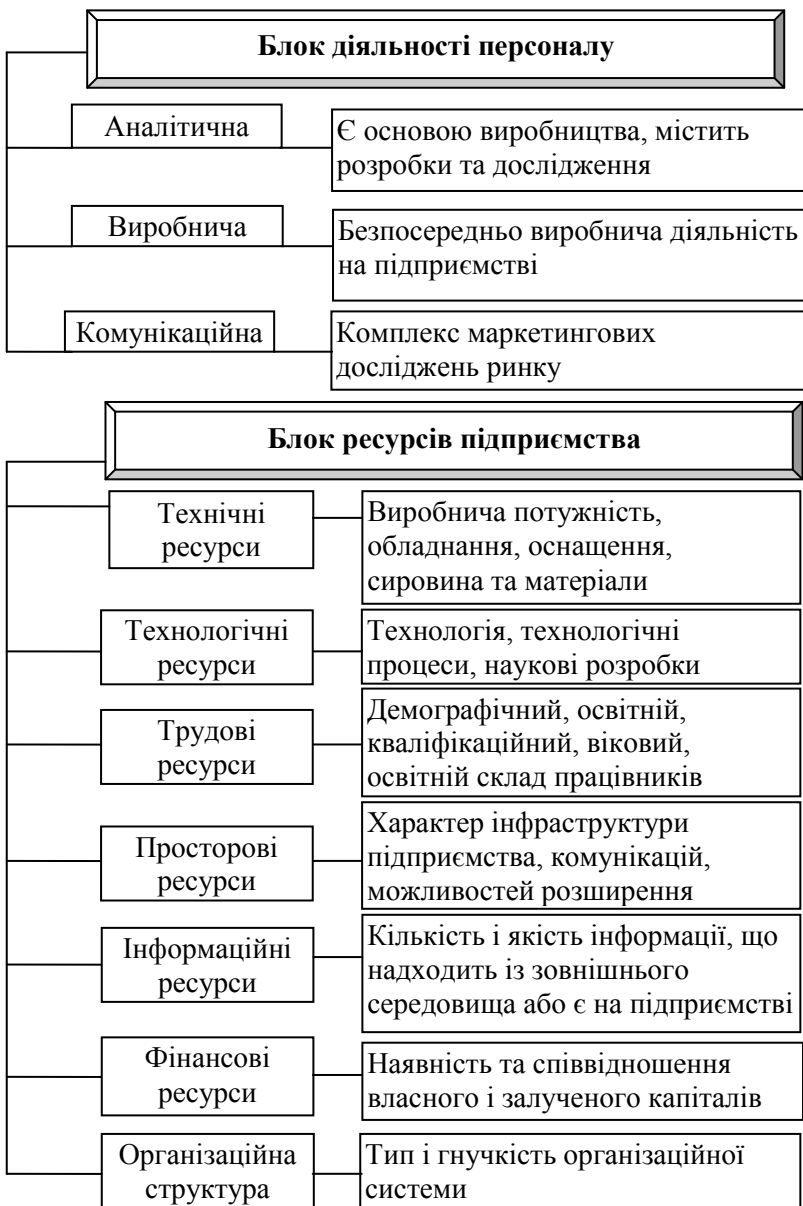 Блок діяльності персоналу
Аналітична
Є основою виробництва, містить
розробки та дослідження
Виробнича
Безпосередньо виробнича діяльність
на підприємстві
Комунікаційна
Комплекс маркетингових
досліджень ринку
Блок ресурсів підприємства
Технічні
ресурси
Виробнича потужність,
обладнання, оснащення,
сировина та матеріали
Технологічні
ресурси
Технологія, технологічні
процеси, наукові розробки
Трудові
ресурси
Демографічний, освітній,
кваліфікаційний, віковий,
освітній склад працівників
Просторові
ресурси
Характер інфраструктури
підприємства, комунікацій,
можливостей розширення
Інформаційні
ресурси
Кількість і якість інформації, що
надходить із зовнішнього
середовища або є на підприємстві
Фінансові
ресурси
Наявність та співвідношення
власного і залученого капіталів
Організаційна
структура
Тип і гнучкість організаційної
системи